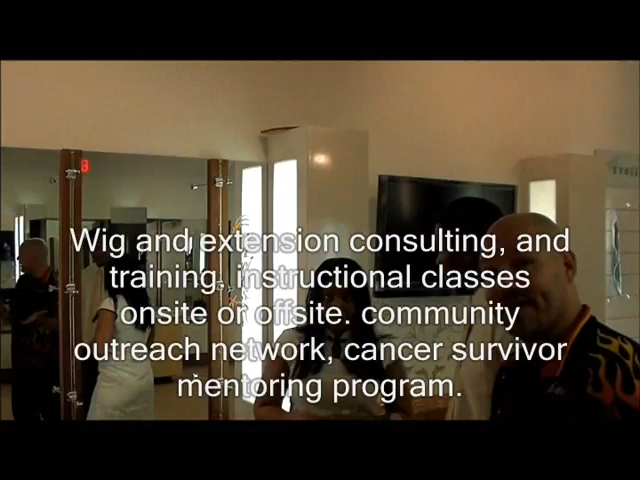 Wig and extension consulting, and
training, instructional classes
onsite or offsite. community
outreach network, cancer survivor
mentoring program.